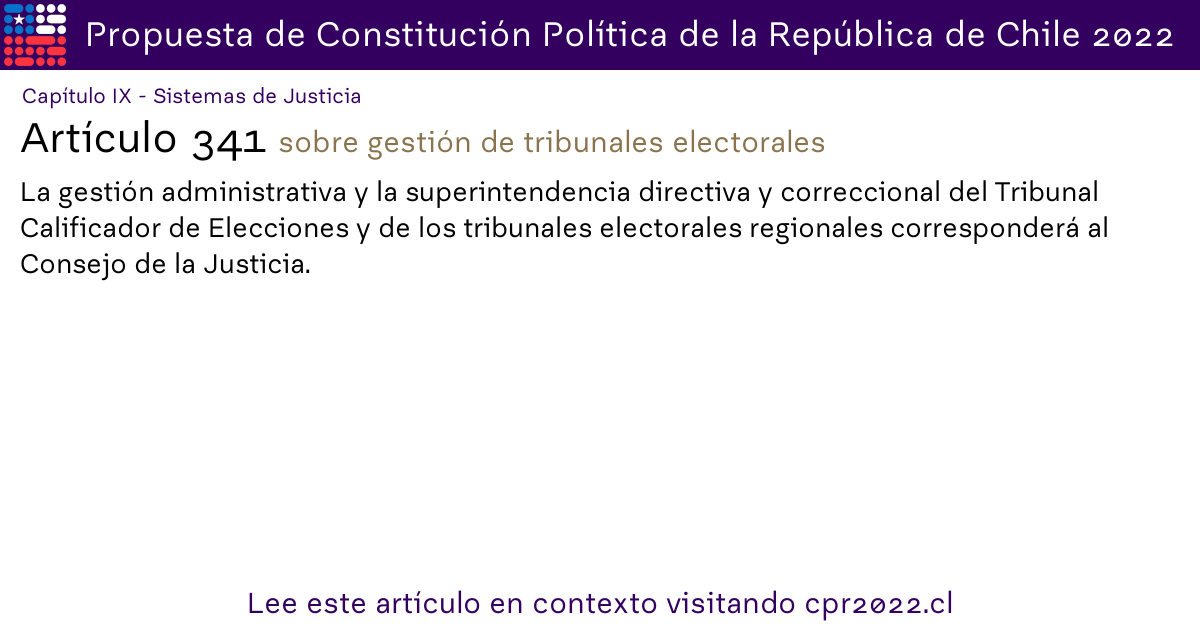 Propuesta de Constitución Política de la República de Chile 2022
Capítulo IX - Sistemas de Justicia
Artículo 341 sobre gestión de tribunales electorales
La gestión administrativa y la superintendencia directiva y correccional del Tribunal
Calificador de Elecciones y de los tribunales electorales regionales corresponderá al
Consejo de la Justicia.
Lee este artículo en contexto visitando cpr2022.cl